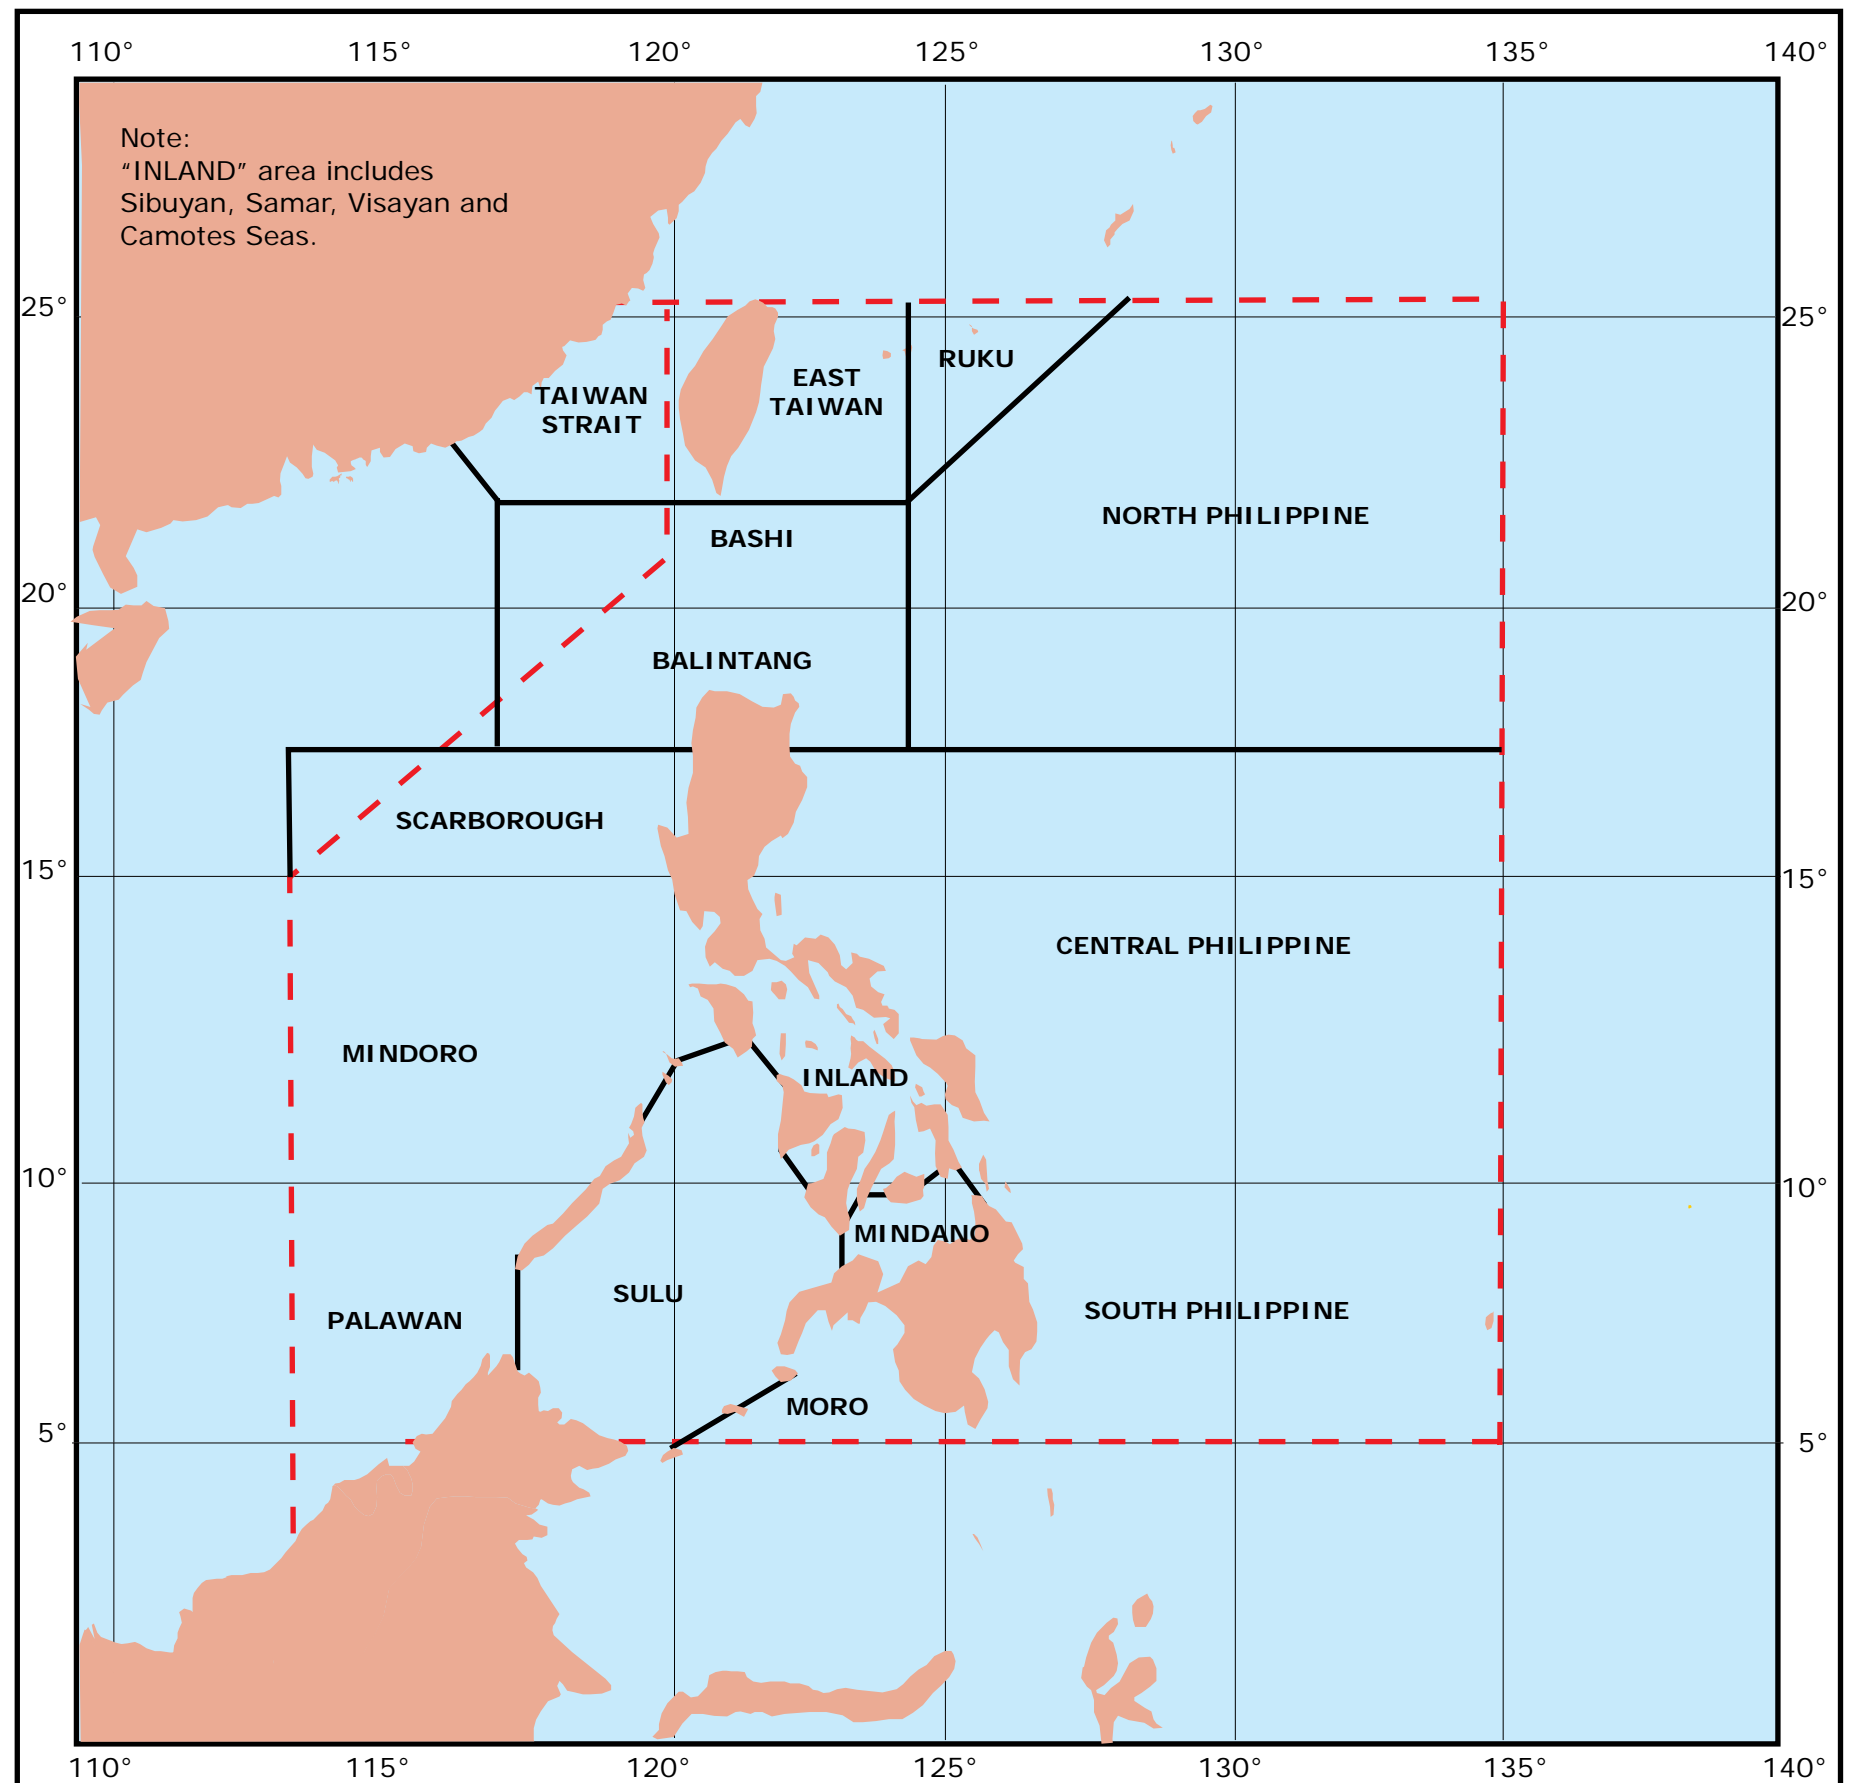 110° 115° 120° 125° 130° 135° 140°
Note:
“INLAND” area includes
Sibuyan, Samar, Visayan and
Camotes Seas.
25° 25°
RUKU
EAST
TAIWAN
TAIWAN
STRAIT
NORTH PHILIPPINE
BASHI
20° 20°
BALINTANG
SCARBOROUGH
15° 15°
CENTRAL PHILIPPINE
MINDORO
INLAND
10° 10°
MINDANO
SULU
SOUTH PHILIPPINE
PALAWAN
MORO
5° 5°
110° 115° 120° 125° 130° 135° 140°